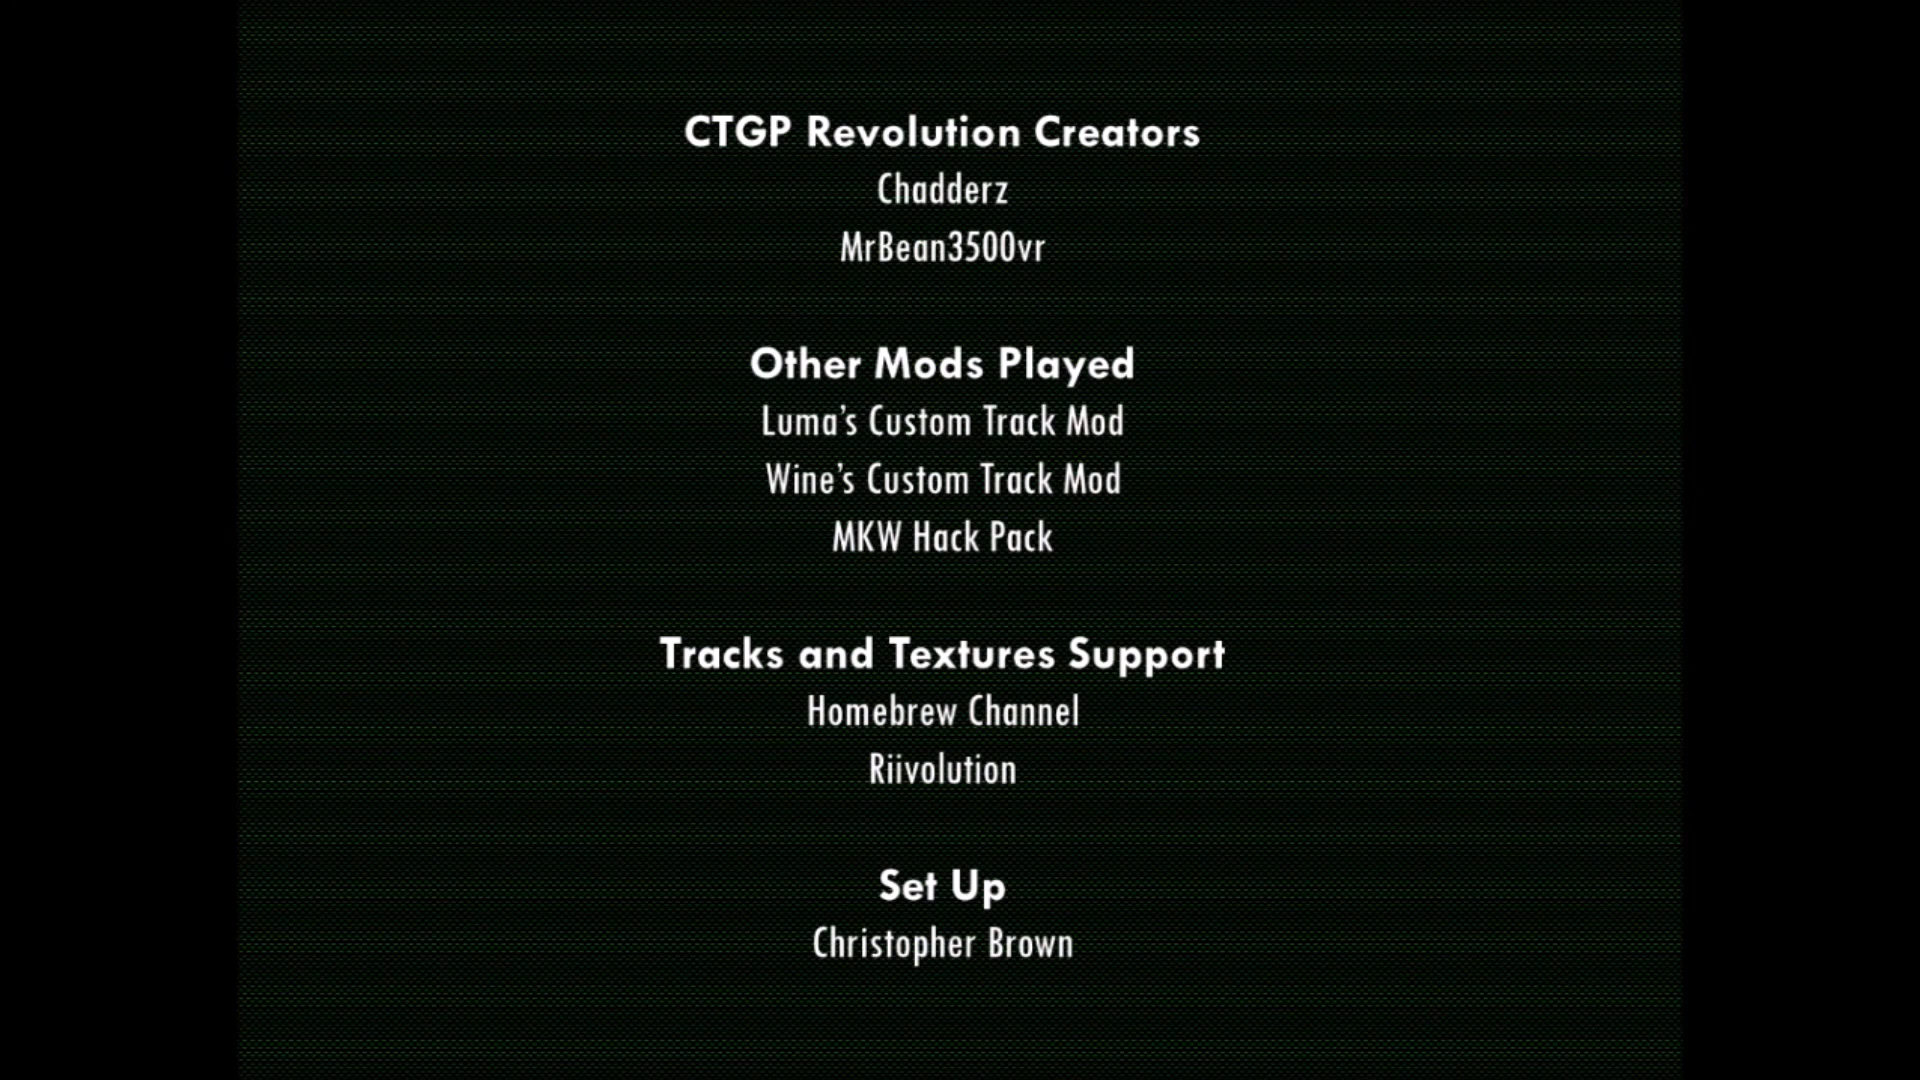 CTGP Revolution Creators
Chadderz
MrBean3500vr
Other Mods Played
Luma's Custom Track Mod
Wine's Custom Track Mod
MKW Hack Pack
Tracks and Textures Support
Homebrew Channel
Riivolution
Set Up
Christopher Brown